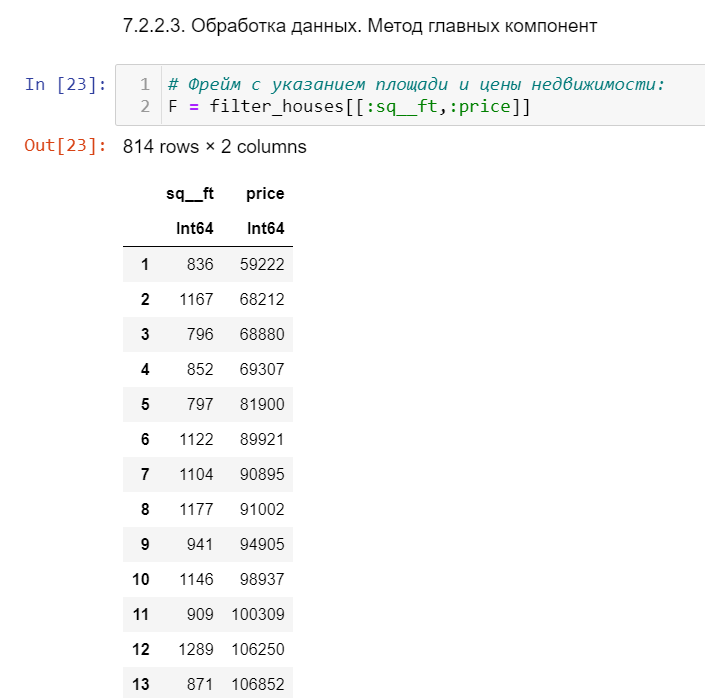 7.2.2.3. Обработка данных. Метод главных компонент
In [23]:
1 # Фрейм с указанием площади и цены недвижимости:
2 F = filter_houses[[:sq__ft,:price]]
Out[23]: 814 rows × 2 columns
sq__ft price
Int64 Int64
1 836 59222
2 1167 68212
3 796 68880
4 852 69307
5 797 81900
6 1122 89921
7 1104 90895
8 1177 91002
9 941 94905
10 1146 98937
11 909 100309
12 1289 106250
13 871 106852